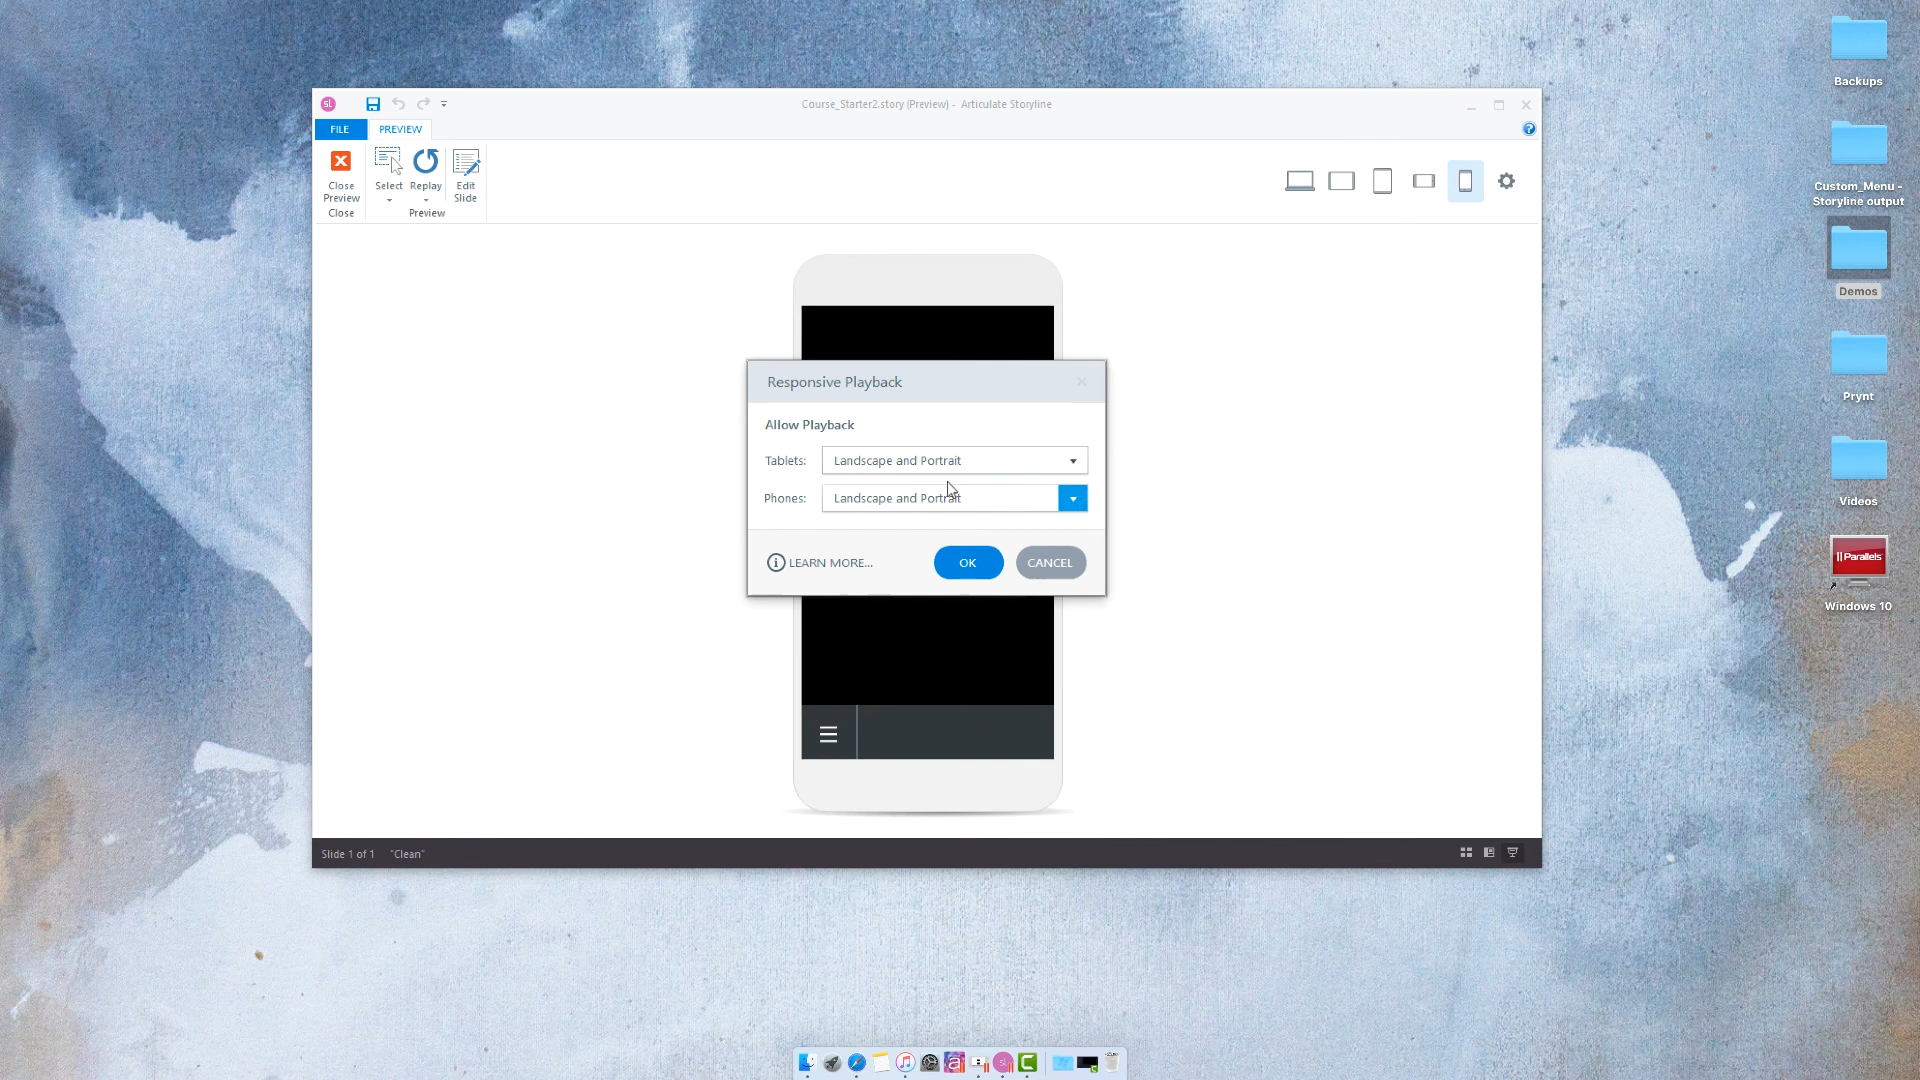 Backups
Custom_Menu -
Storyline output
Demos
Prynt
Videos
|| Parallels
Windows 10
sl
Course_Starter2.story (Preview) - Articulate Storyline
FILE
PREVIEW
?
Close
Preview
Select
Replay
Edit
Slide
Close
Preview
Responsive Playback
Allow Playback
Tablets:
Landscape and Portrait
Phones:
Landscape and Portrait
LEARN MORE...
OK
CANCEL
Slide 1 of 1
"Clean"